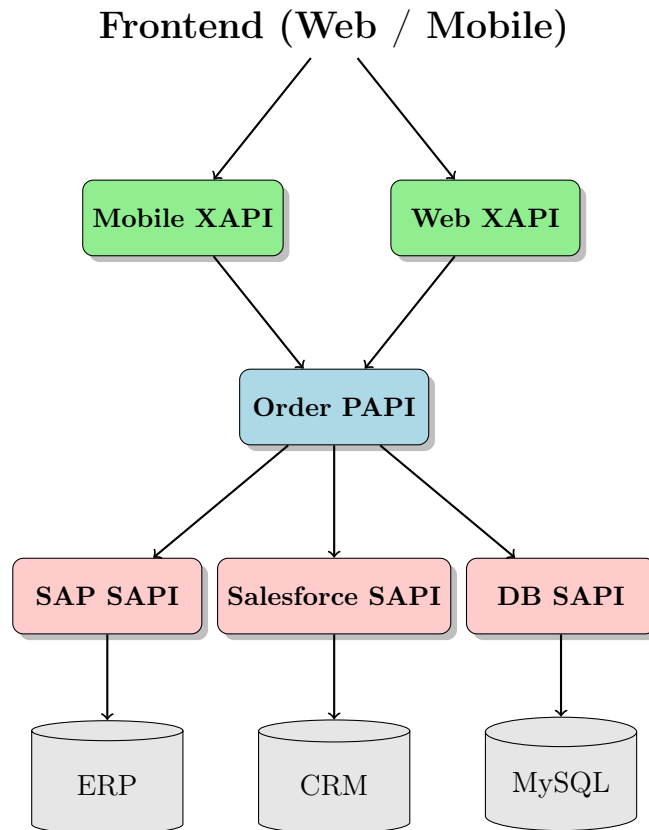 Frontend (Web / Mobile)
Mobile XAPI
Web XAPI
Order PAPI
SAP SAPI
Salesforce SAPI
DB SAPI
ERP
CRM
MySQL